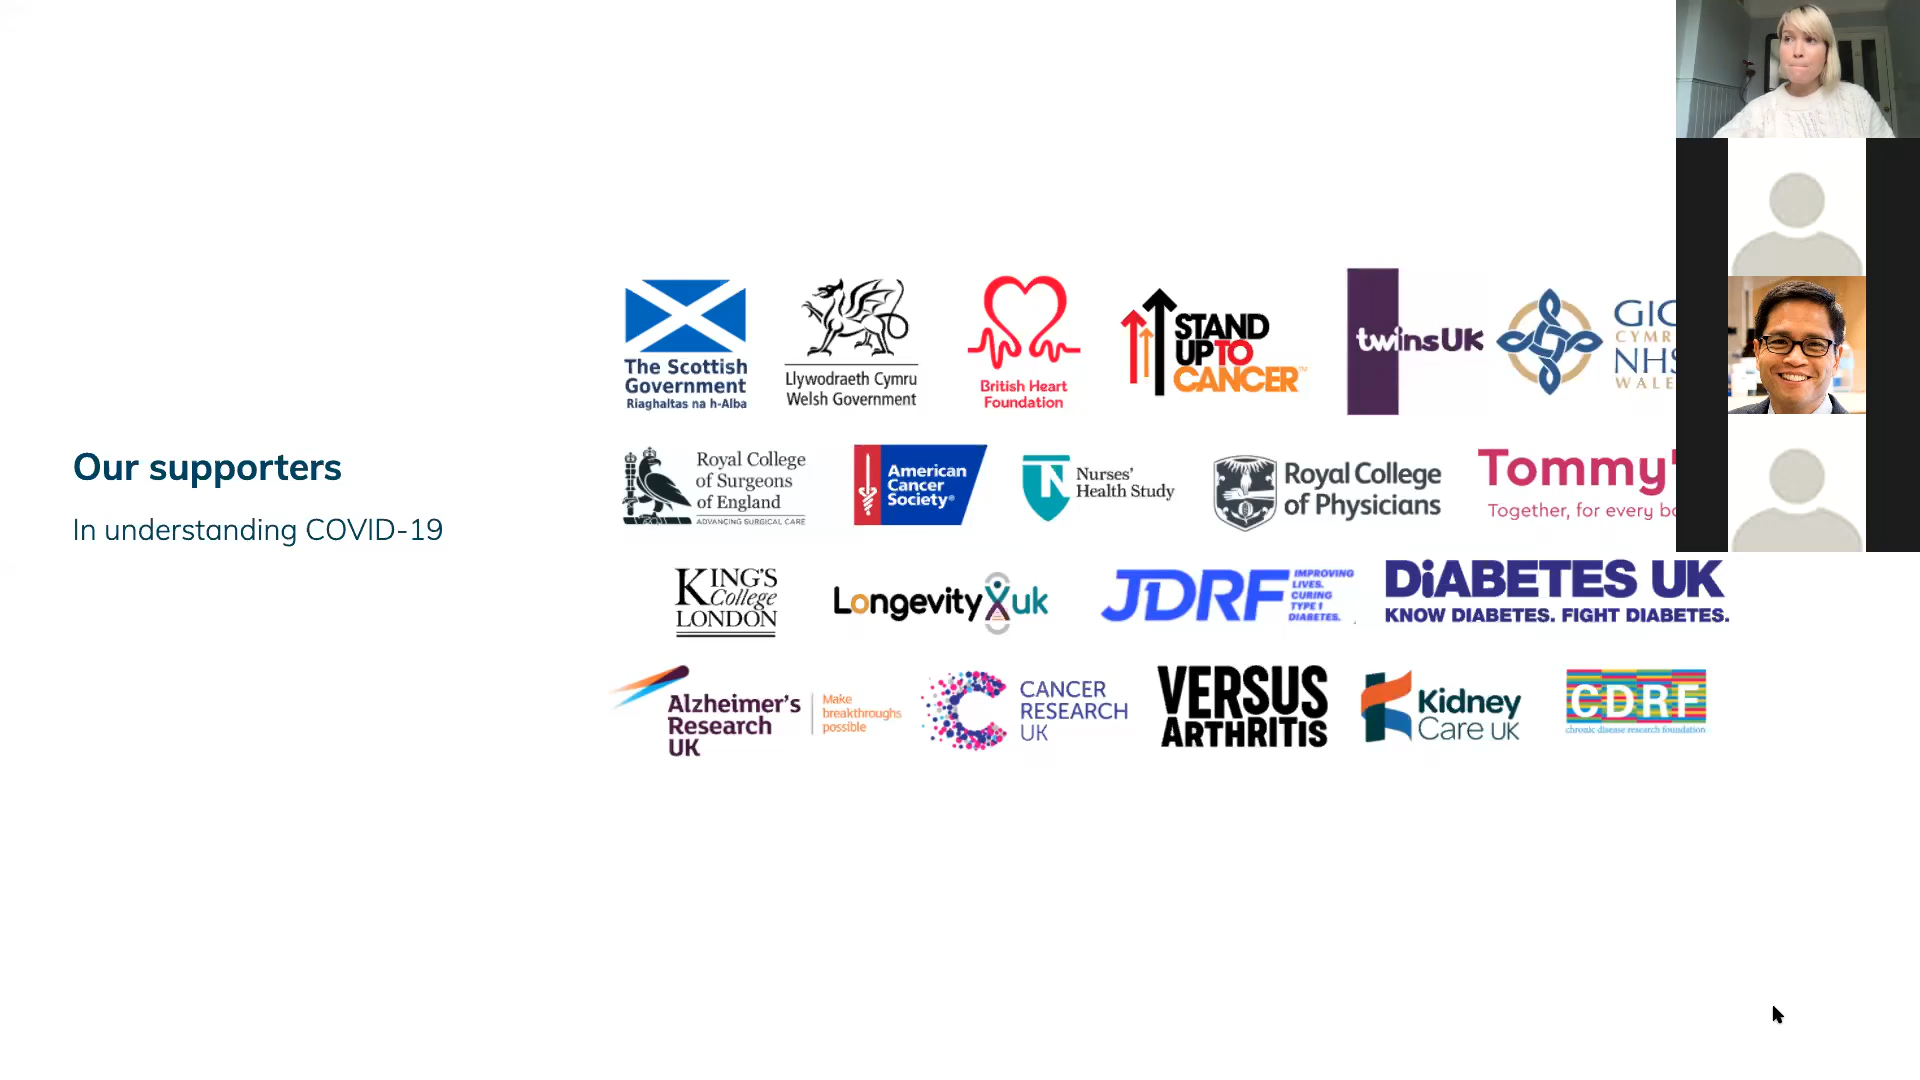 Our supporters
In understanding COVID-19
The Scottish
Government
Riaghaltas na h-Alba
Llywodraeth Cymru
Welsh Government
British Heart
Foundation
STAND
UP TO
CANCER
twinsUK
GIG
CYMRU
NHS
WALES
Royal College
of Surgeons
of England
ADVANCING SURGICAL CARE
American
Cancer
Society®
Nurses'
Health Study
Royal College
of Physicians
Tommy's
Together, for every
KING'S
College
LONDON
Longevity uk
JDRF
IMPROVING
LIVES.
CURING
TYPE 1
DIABETES.
DiABETES UK
KNOW DIABETES. FIGHT DIABETES.
Alzheimer's
Research
UK
Make
breakthroughs
possible
CANCER
RESEARCH
UK
VERSUS
ARTHRITIS
Kidney
Care UK
CDRF
chronic disease research foundation